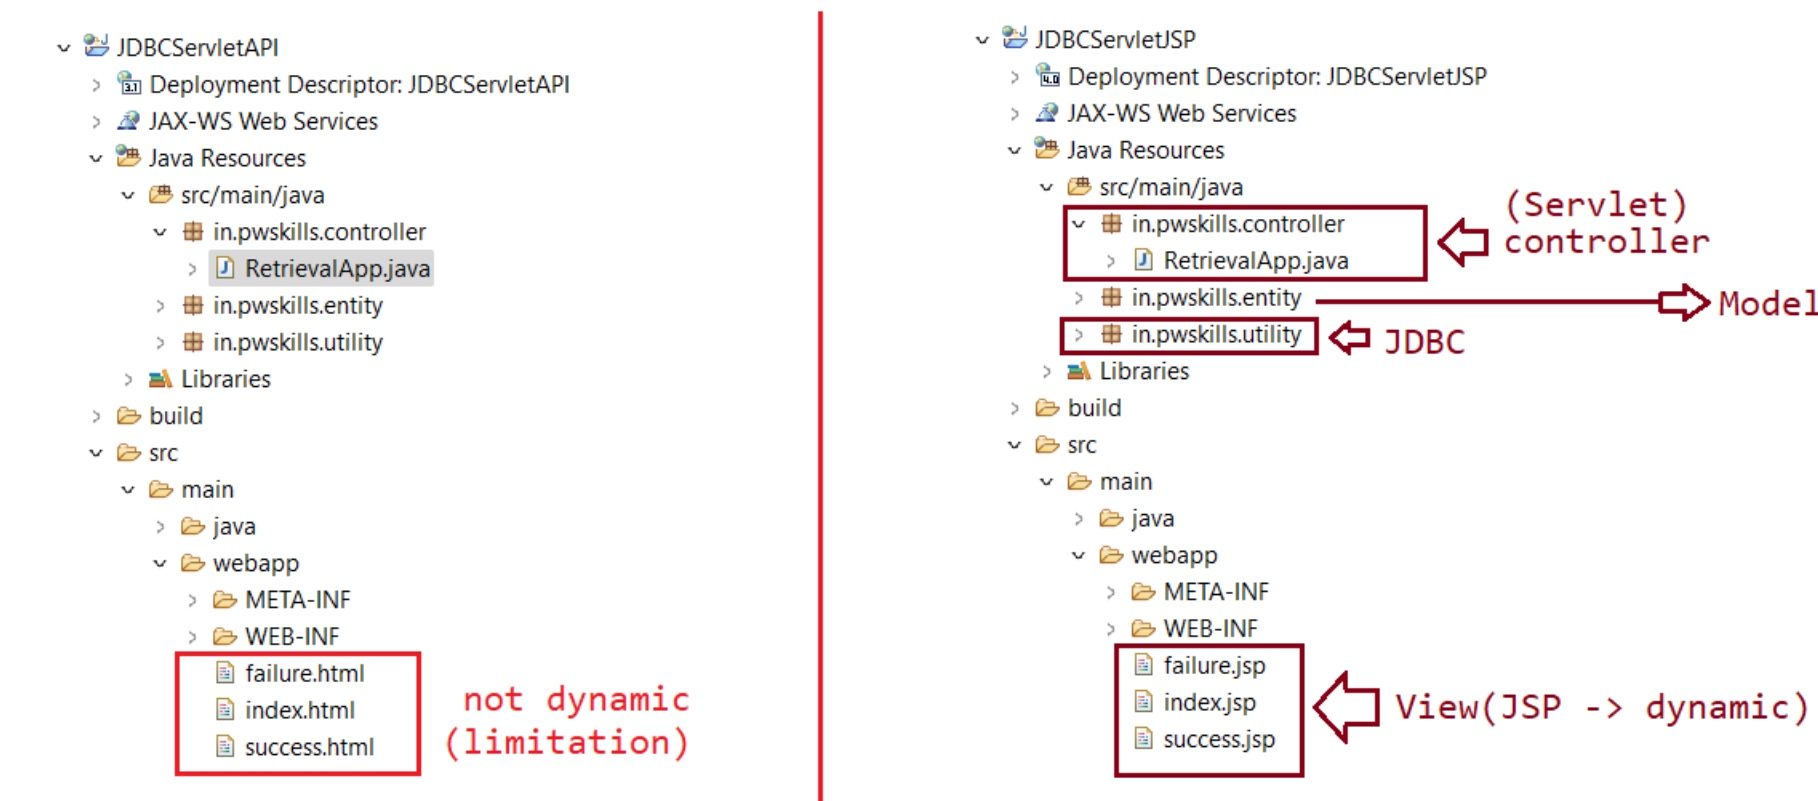 JDBCServletAPI
Deployment Descriptor: JDBCServletAPI
3.1
JAX-WS Web Services
Java Resources
src/main/java
in.pwskills.controller
RetrievalApp.java
in.pwskills.entity
in.pwskills.utility
Libraries
build
src
main
java
webapp
META-INF
WEB-INF
failure.html
index.html
success.html
not dynamic
(limitation)
JDBCServletJSP
Deployment Descriptor: JDBCServletJSP
4.0
JAX-WS Web Services
Java Resources
src/main/java
in.pwskills.controller
RetrievalApp.java
(Servlet)
controller
in.pwskills.entity
Model
in.pwskills.utility
JDBC
Libraries
build
src
main
java
webapp
META-INF
WEB-INF
failure.jsp
index.jsp
success.jsp
View(JSP -> dynamic)